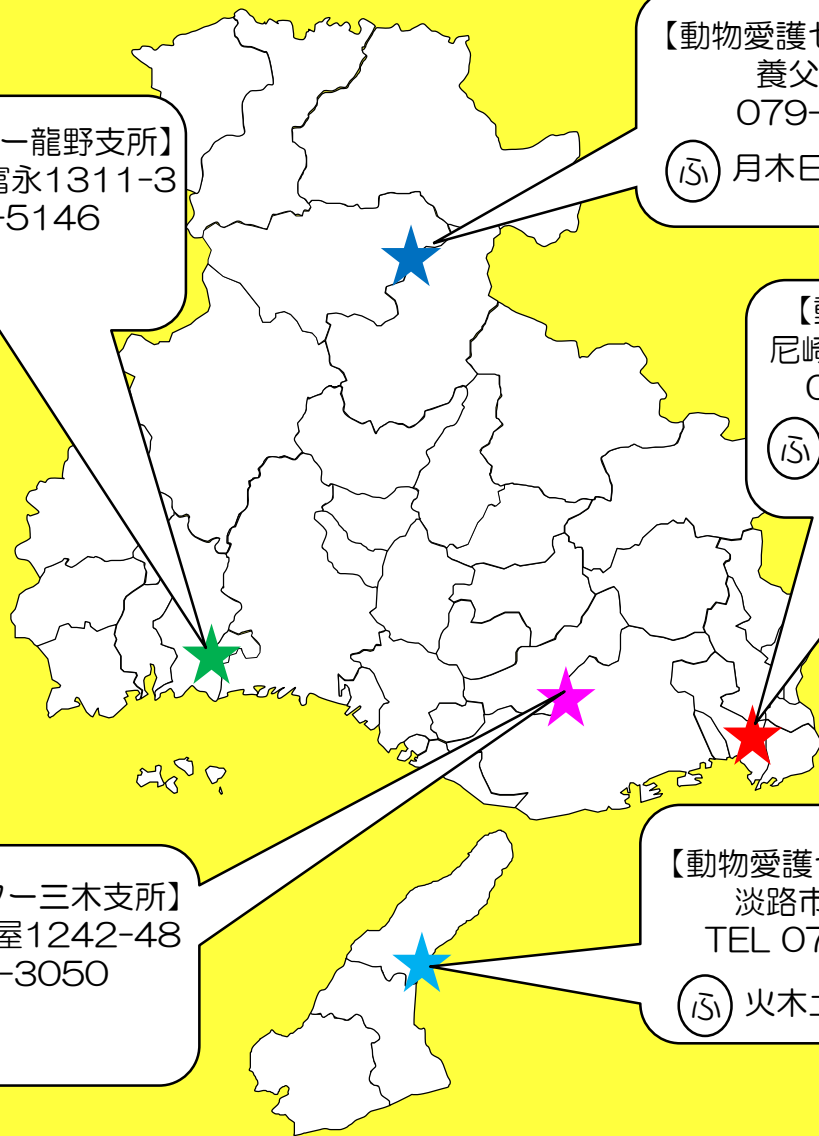 【動物愛護セ
養父
079-
ふ 月木日
ー龍野支所】
富永1311-3
-5146
【動
尼崎
0
ふ
ター三木支所】
屋1242-48
-3050
【動物愛護セ
淡路市
TEL 07
ふ 火木土